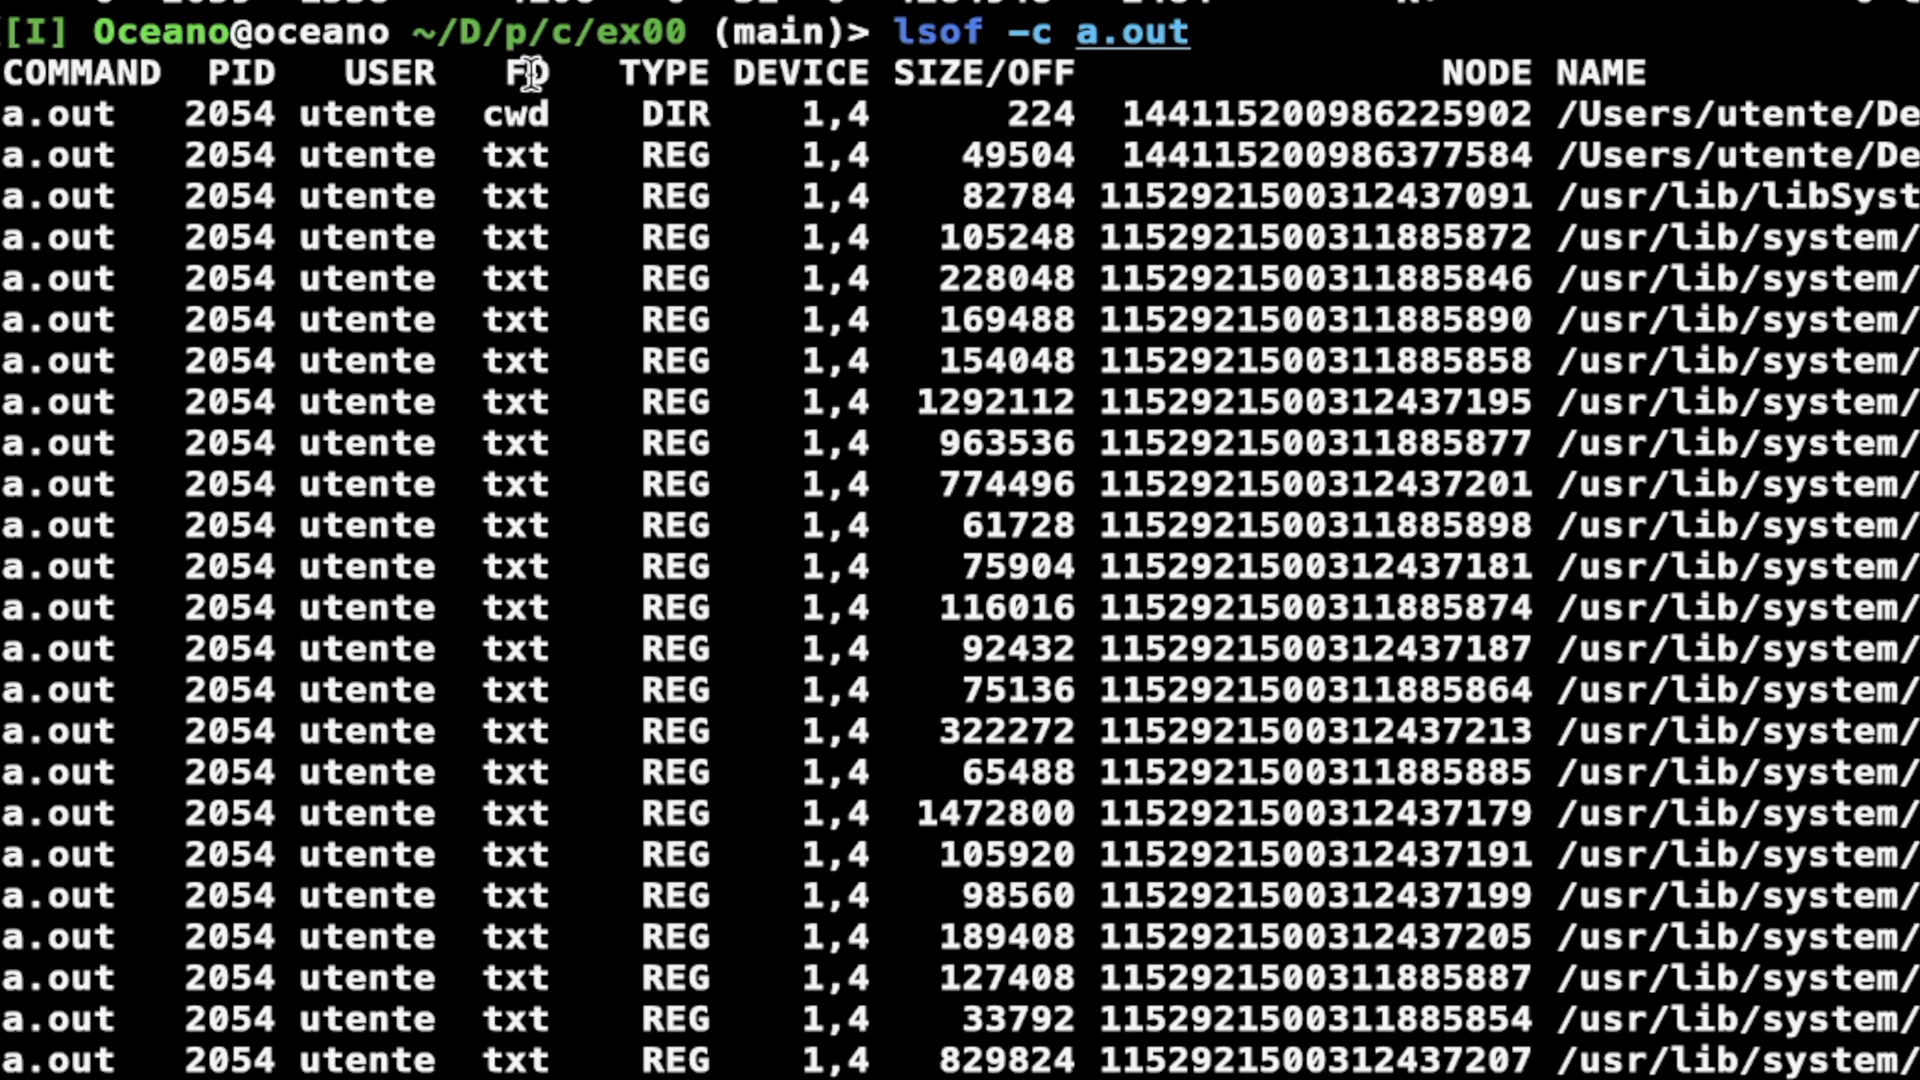 [I] Oceano@oceano ~/D/p/c/ex00 (main)> lsof -c a.out
COMMAND PID USER FD TYPE DEVICE SIZE/OFF NODE NAME
a.out 2054 utente cwd DIR 1,4 224 144115200986225902 /Users/utente/De
a.out 2054 utente txt REG 1,4 49504 144115200986377584 /Users/utente/De
a.out 2054 utente txt REG 1,4 82784 1152921500312437091 /usr/lib/libSyst
a.out 2054 utente txt REG 1,4 105248 1152921500311885872 /usr/lib/system/
a.out 2054 utente txt REG 1,4 228048 1152921500311885846 /usr/lib/system/
a.out 2054 utente txt REG 1,4 169488 1152921500311885890 /usr/lib/system/
a.out 2054 utente txt REG 1,4 154048 1152921500311885858 /usr/lib/system/
a.out 2054 utente txt REG 1,4 1292112 1152921500312437195 /usr/lib/system/
a.out 2054 utente txt REG 1,4 963536 1152921500311885877 /usr/lib/system/
a.out 2054 utente txt REG 1,4 774496 1152921500312437201 /usr/lib/system/
a.out 2054 utente txt REG 1,4 61728 1152921500311885898 /usr/lib/system/
a.out 2054 utente txt REG 1,4 75904 1152921500312437181 /usr/lib/system/
a.out 2054 utente txt REG 1,4 116016 1152921500311885874 /usr/lib/system/
a.out 2054 utente txt REG 1,4 92432 1152921500312437187 /usr/lib/system/
a.out 2054 utente txt REG 1,4 75136 1152921500311885864 /usr/lib/system/
a.out 2054 utente txt REG 1,4 322272 1152921500312437213 /usr/lib/system/
a.out 2054 utente txt REG 1,4 65488 1152921500311885885 /usr/lib/system/
a.out 2054 utente txt REG 1,4 1472800 1152921500312437179 /usr/lib/system/
a.out 2054 utente txt REG 1,4 105920 1152921500312437191 /usr/lib/system/
a.out 2054 utente txt REG 1,4 98560 1152921500312437199 /usr/lib/system/
a.out 2054 utente txt REG 1,4 189408 1152921500312437205 /usr/lib/system/
a.out 2054 utente txt REG 1,4 127408 1152921500311885887 /usr/lib/system/
a.out 2054 utente txt REG 1,4 33792 1152921500311885854 /usr/lib/system/
a.out 2054 utente txt REG 1,4 829824 1152921500312437207 /usr/lib/system/